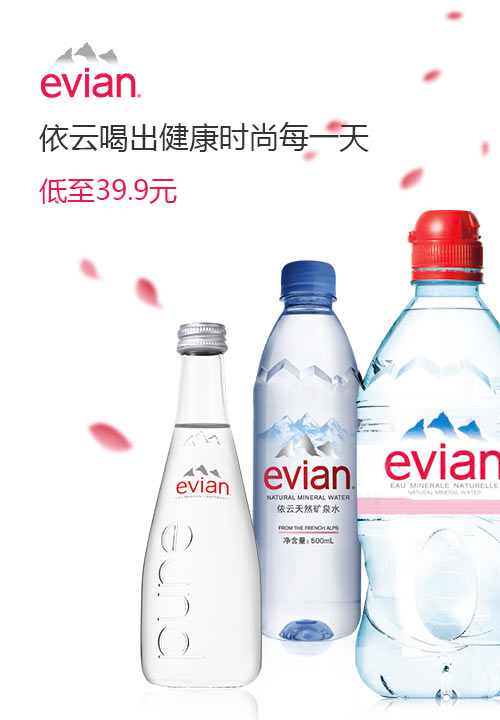 evian.
依云喝出健康时尚每一天
低至39.9元
evian.
pure
evian.
NATURAL MINERAL WATER
依云天然矿泉水
FROM THE FRENCH ALPS
净含量：500mL
evian
EAU MINERALE NATURELLE
NATURAL MINERAL WATER